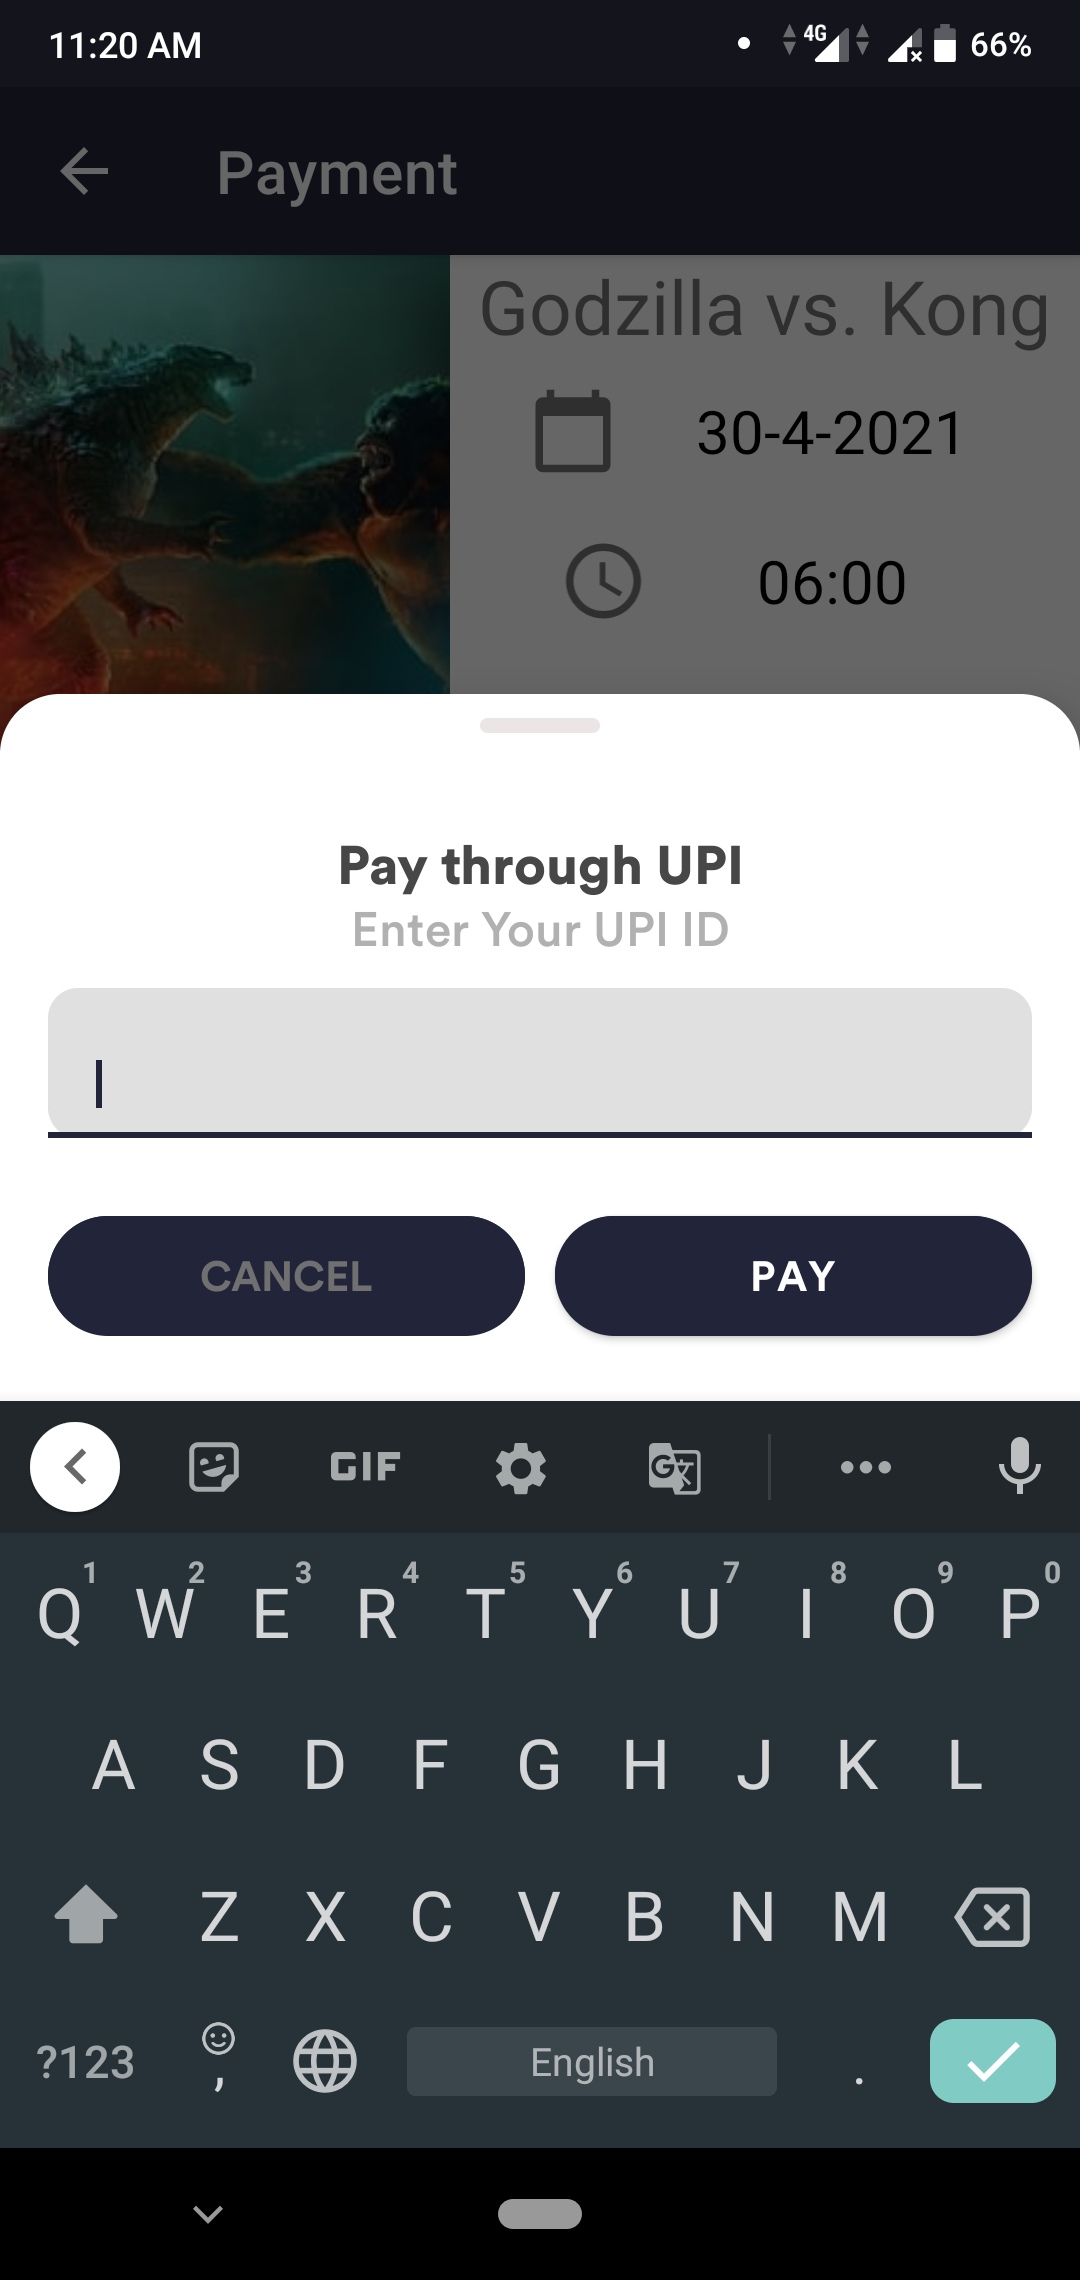 11:20 AM
4G
66%
Payment
Godzilla vs. Kong
30-4-2021
06:00
Pay through UPI
Enter Your UPI ID
CANCEL
PAY
GIF
G 文
1 2 3 4 5 6 7 8 9 0
Q W E R T Y U I O P
A S D F G H J K L
Z X C V B N M
?123
,
English
.